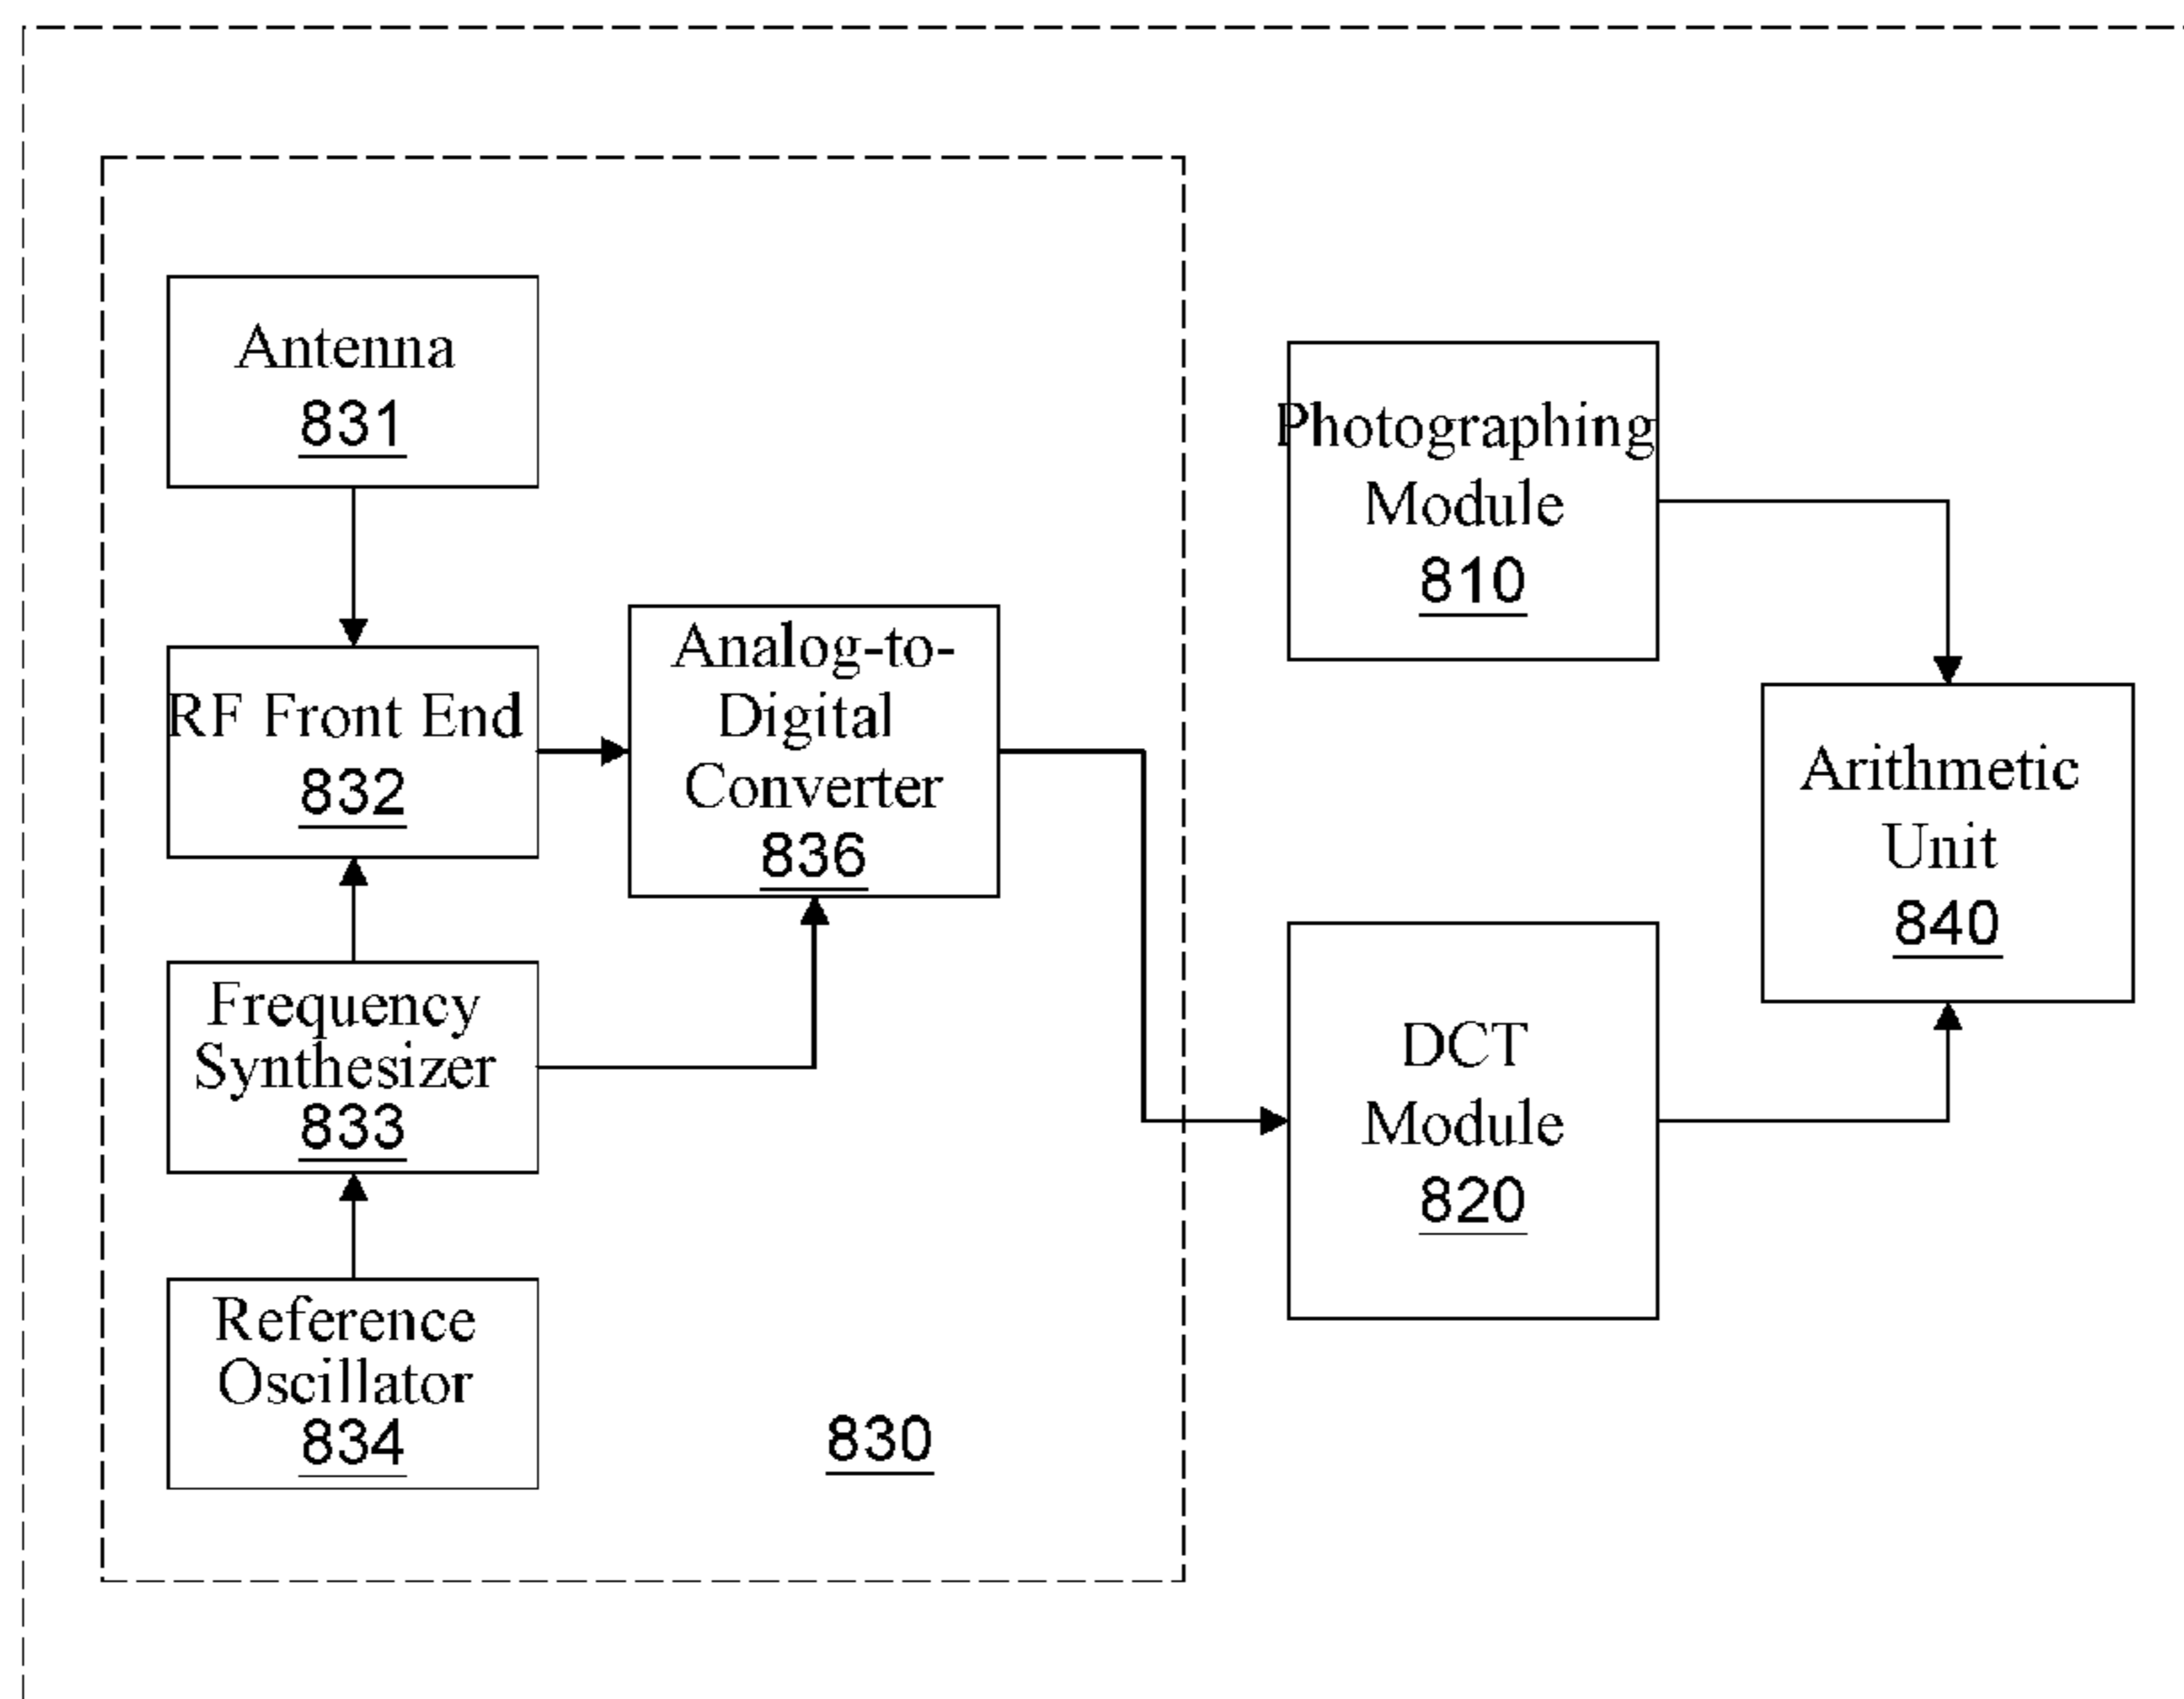 Antenna
831
RF Front End
832
Frequency
Synthesizer
833
Reference
Oscillator
834
Analog-to-
Digital
Converter
836
830
Photographing
Module
810
DCT
Module
820
Arithmetic
Unit
840